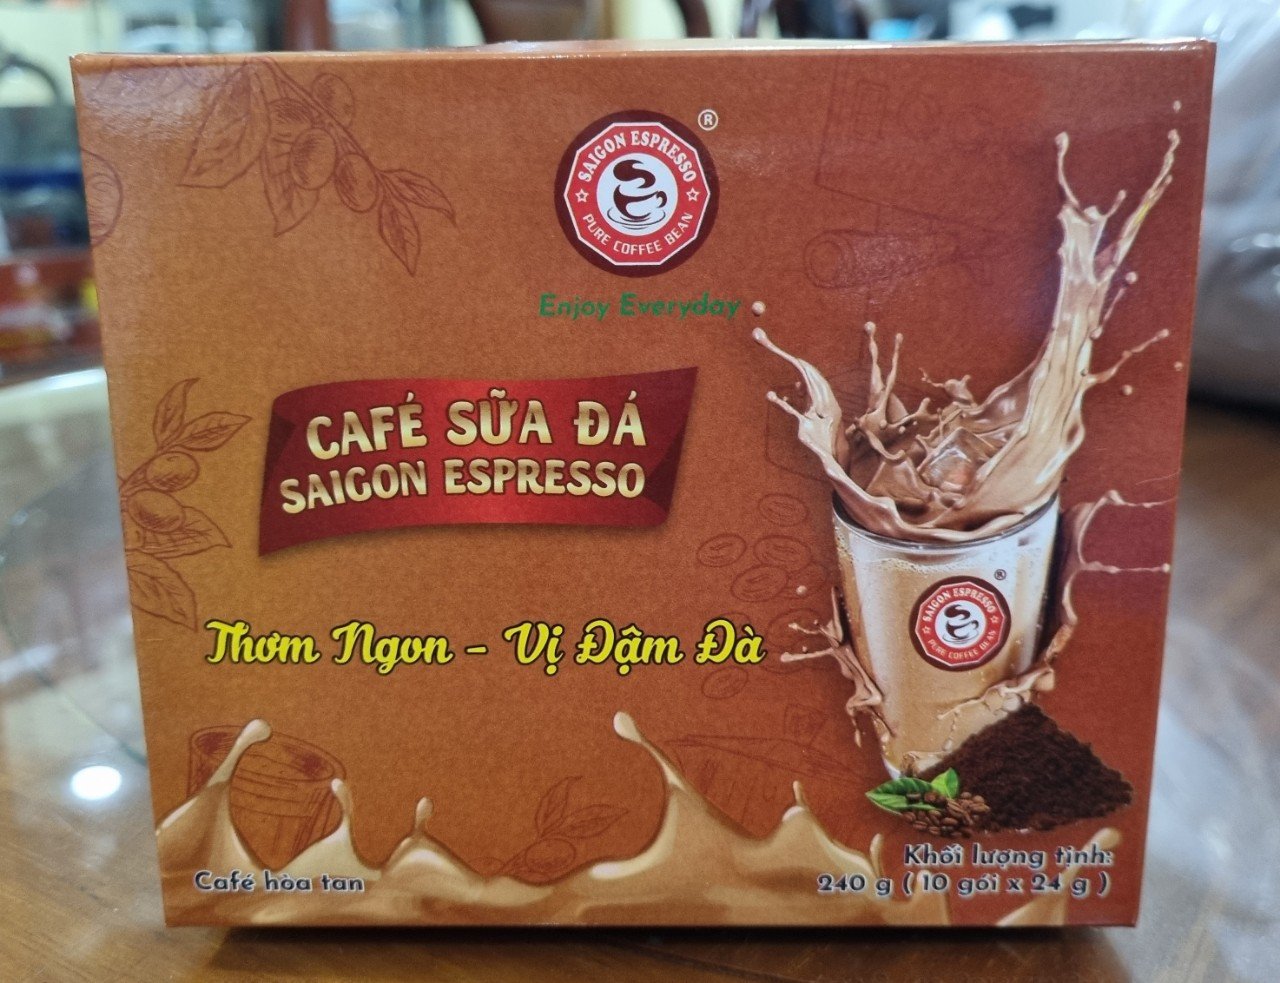 SAIGON ESPRESSO
PURE COFFEE BEAN
®
Enjoy Everyday
CAFÉ SỮA ĐÁ
SAIGON ESPRESSO
®
SAIGON ESPRESSO
PURE COFFEE BEAN
Thơm Ngon - Vị Đậm Đà
Café hòa tan
Khối lượng tịnh:
240 g ( 10 gói x 24 g )